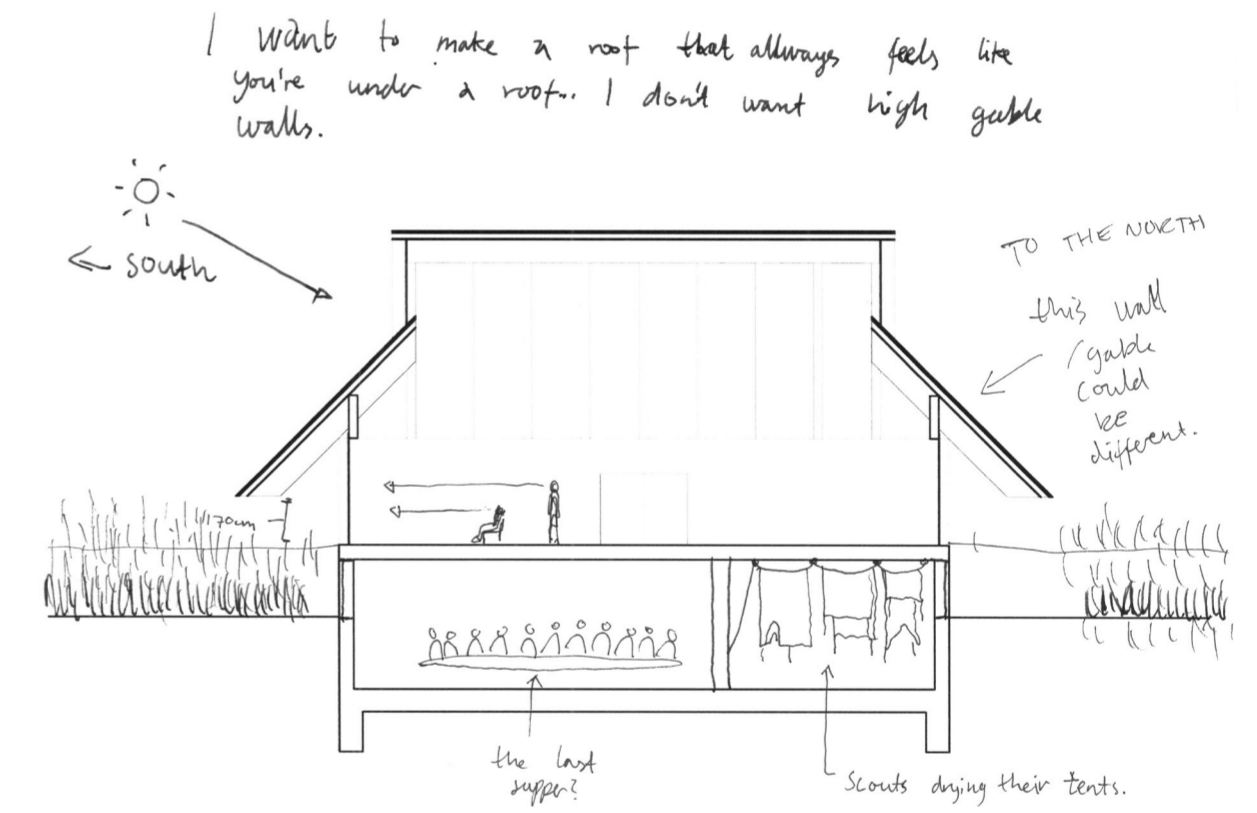 I want to make a roof that allways feels like
you're under a roof... I don't want high gable
walls.
← south
TO THE NORTH
this wall
/gable
could
be
different.
170cm
the last
supper?
Scouts drying their tents.